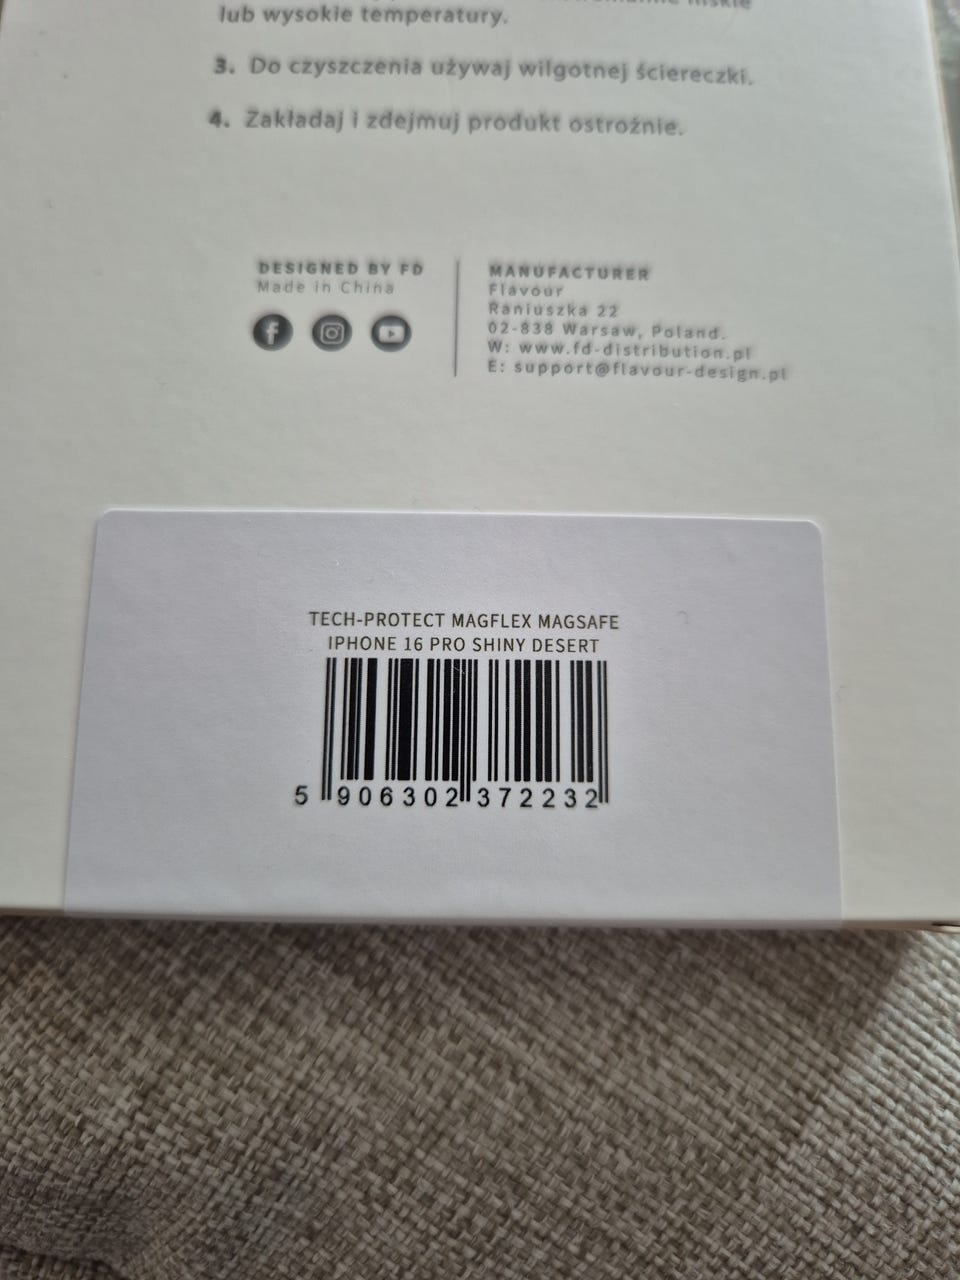 niskie
lub wysokie temperatury.
3. Do czyszczenia używaj wilgotnej ściereczki.
4. Zakładaj i zdejmuj produkt ostrożnie.
DESIGNED BY FD
Made in China
MANUFACTURER
Flavour
Raniuszka 22
02-838 Warsaw, Poland.
W: www.fd-distribution.pl
E: support@flavour-design.pl
TECH-PROTECT MAGFLEX MAGSAFE
IPHONE 16 PRO SHINY DESERT
5 906302 372232